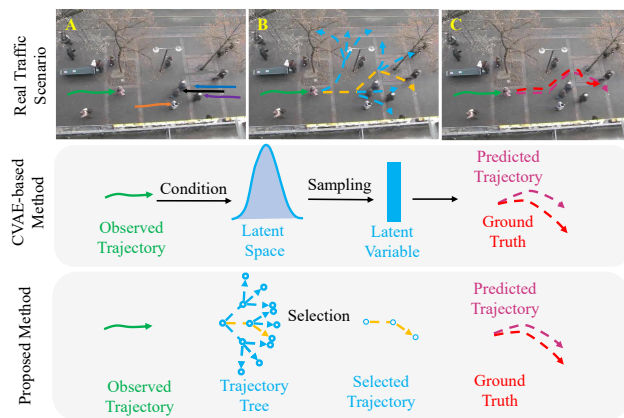 A
B
C
Real Traffic
Scenario
CVAE-based
Method
Condition
Sampling
Observed
Trajectory
Latent
Space
Latent
Variable
Predicted
Trajectory
Ground
Truth
Proposed Method
Selection
Observed
Trajectory
Trajectory
Tree
Selected
Trajectory
Predicted
Trajectory
Ground
Truth